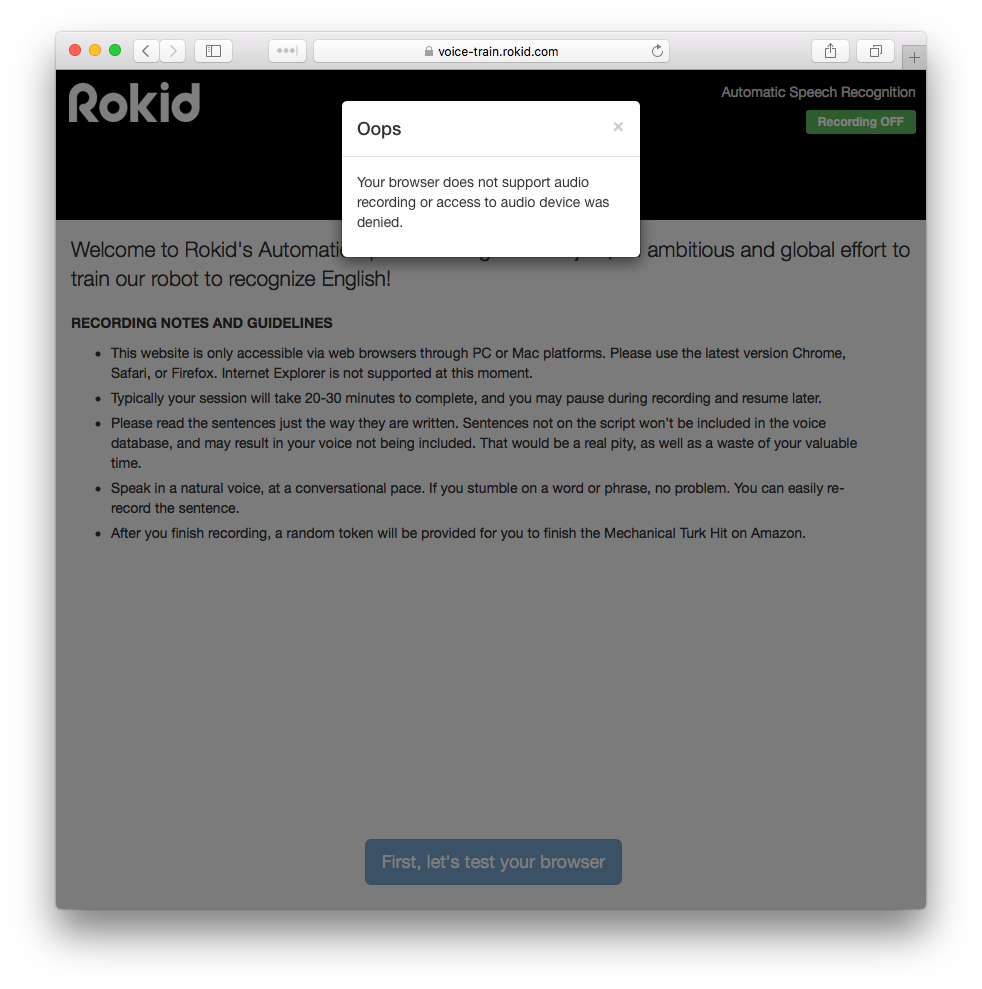 voice-train.rokid.com
Rokid
Automatic Speech Recognition
Recording OFF
Oops
×
Your browser does not support audio
recording or access to audio device was
denied.
Welcome to Rokid's Automati ambitious and global effort to
train our robot to recognize English!
RECORDING NOTES AND GUIDELINES
• This website is only accessible via web browsers through PC or Mac platforms. Please use the latest version Chrome,
Safari, or Firefox. Internet Explorer is not supported at this moment.
• Typically your session will take 20-30 minutes to complete, and you may pause during recording and resume later.
• Please read the sentences just the way they are written. Sentences not on the script won't be included in the voice
database, and may result in your voice not being included. That would be a real pity, as well as a waste of your valuable
time.
• Speak in a natural voice, at a conversational pace. If you stumble on a word or phrase, no problem. You can easily re-
record the sentence.
• After you finish recording, a random token will be provided for you to finish the Mechanical Turk Hit on Amazon.
First, let's test your browser